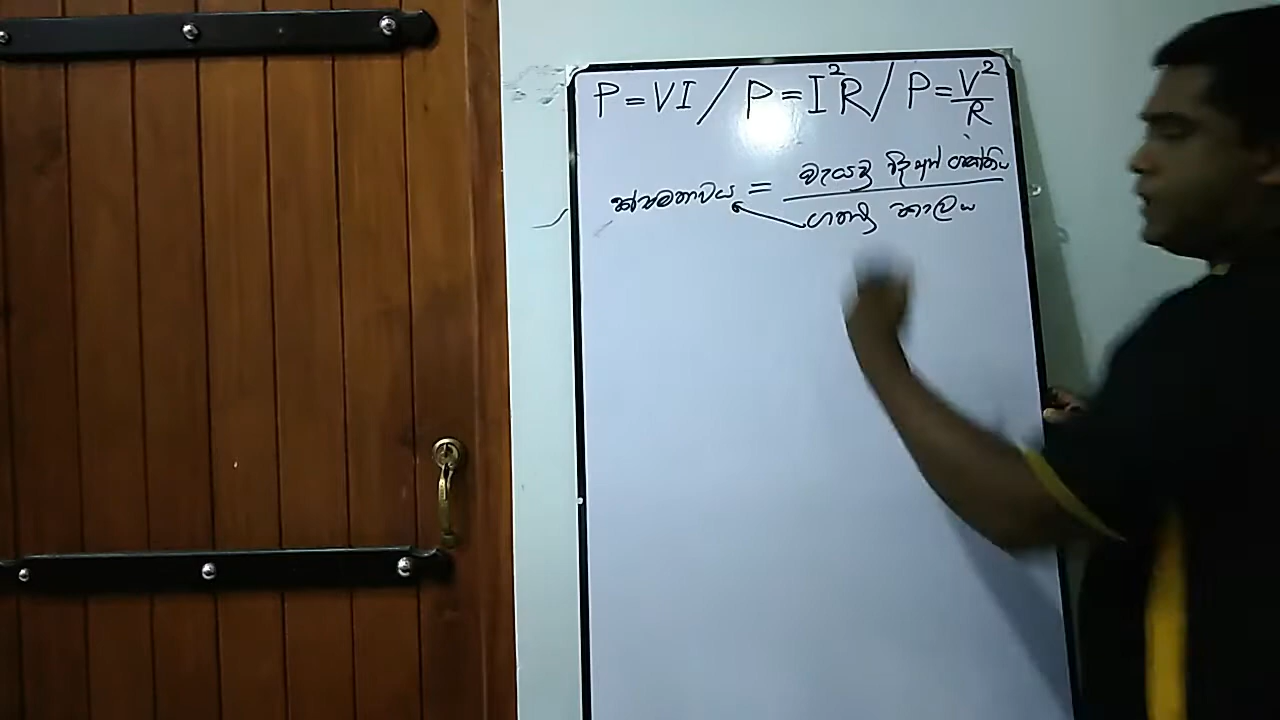 P = VI / P = I²R / P = V²/R
ක්ෂමතාවය = වැයවූ විද්‍යුත් ශක්තිය
ගතවූ කාලය